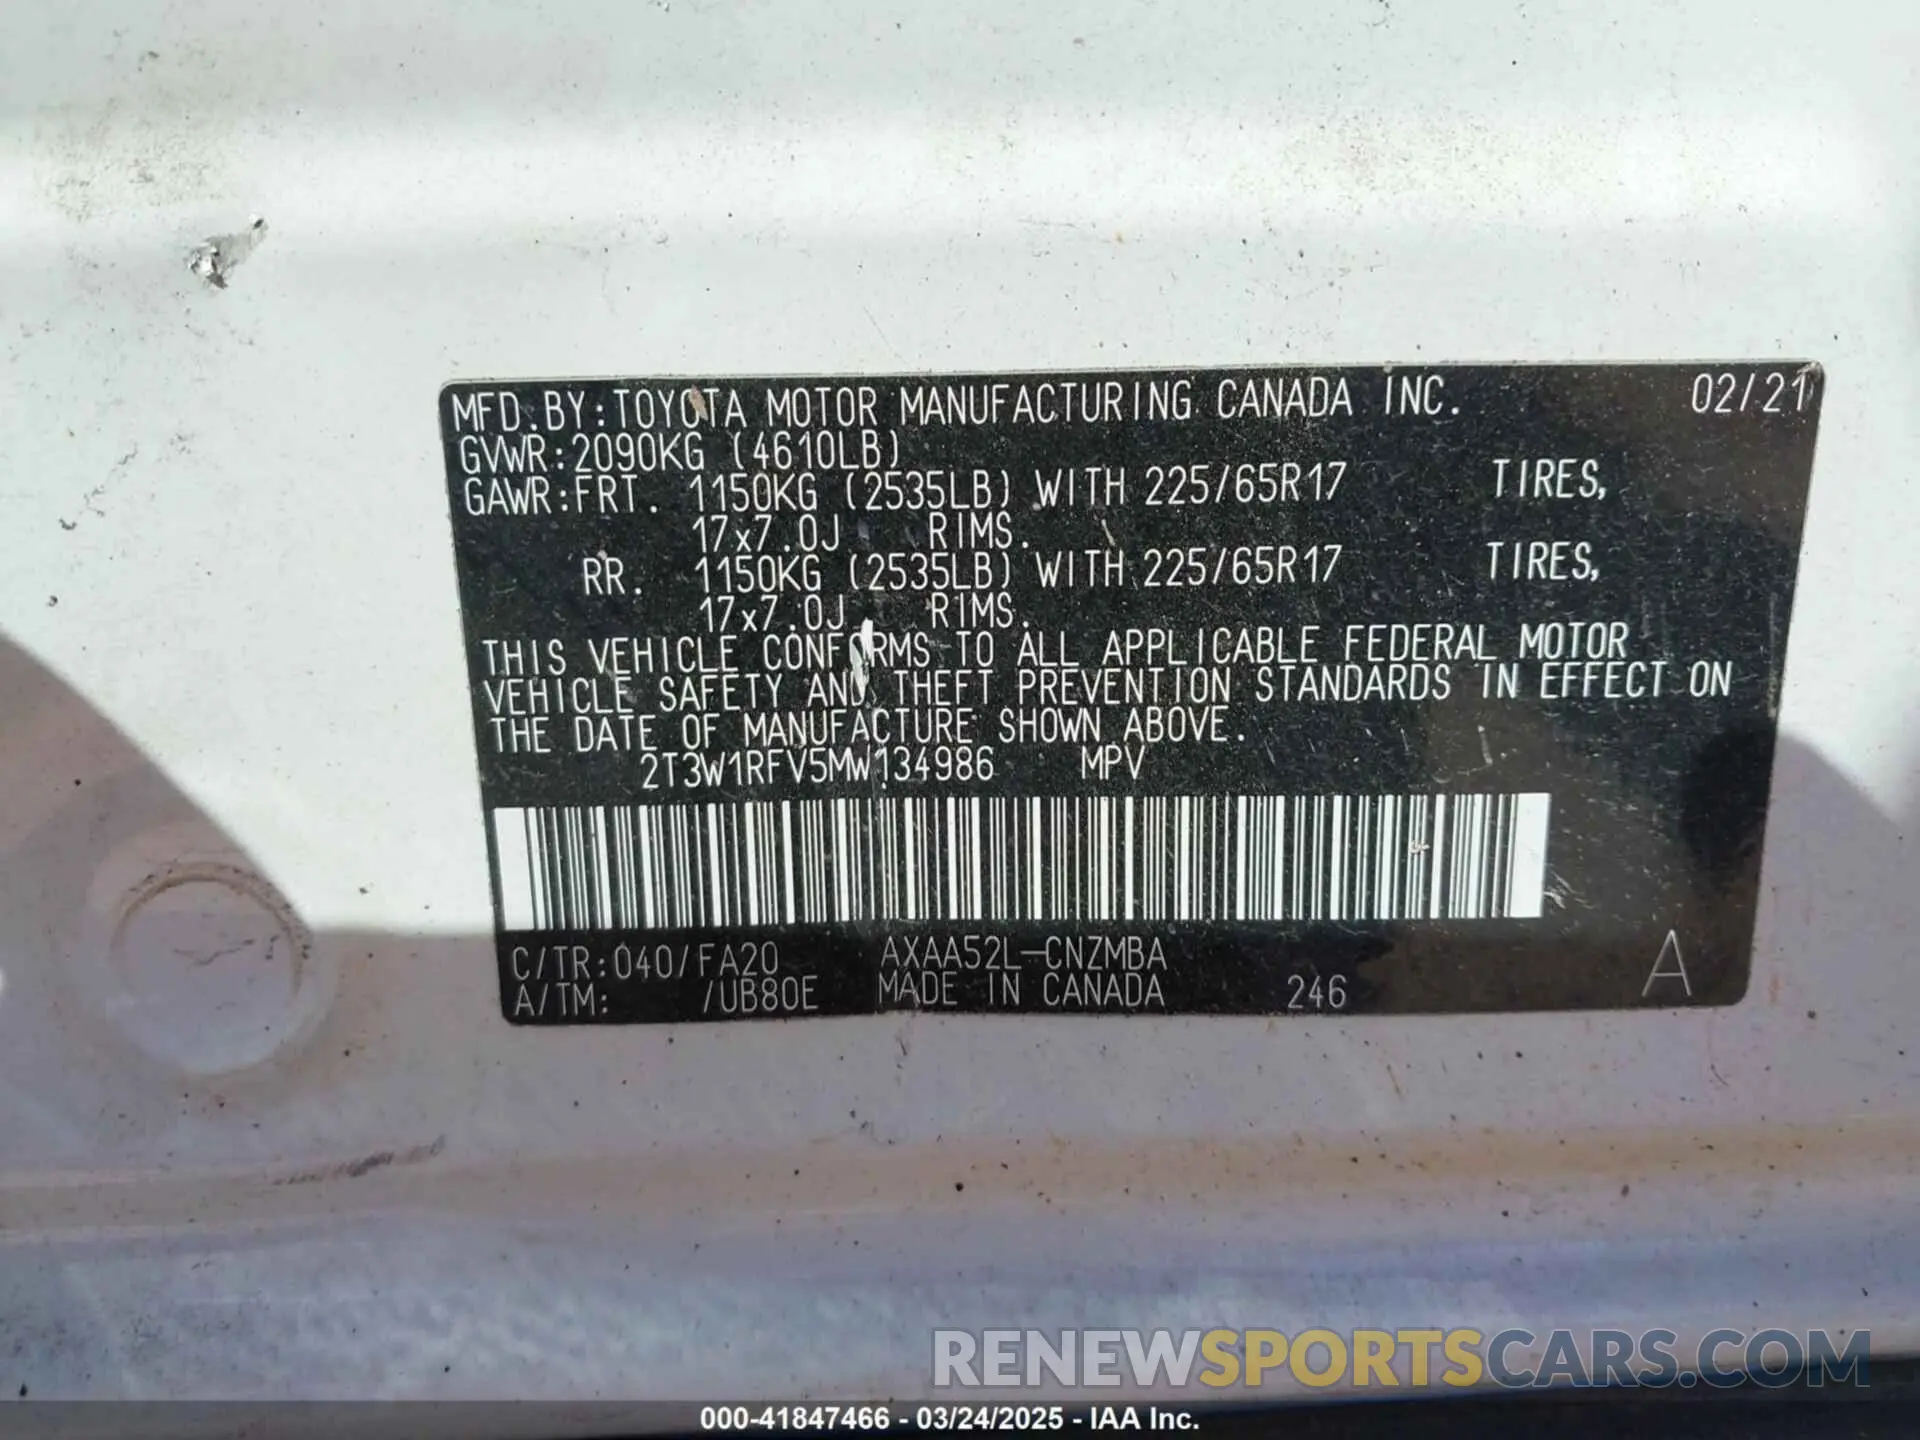 MFD.BY:TOYOTA MOTOR MANUFACTURING CANADA INC. 02/21
GVWR:2090KG (4610LB)
GAWR:FRT. 1150KG (2535LB) WITH 225/65R17 TIRES,
17x7.0J RIMS.
RR. 1150KG (2535LB) WITH 225/65R17 TIRES,
17x7.0J RIMS.
THIS VEHICLE CONFORMS TO ALL APPLICABLE FEDERAL MOTOR
VEHICLE SAFETY AND THEFT PREVENTION STANDARDS IN EFFECT ON
THE DATE OF MANUFACTURE SHOWN ABOVE.
2T3W1RFV5MW134986 MPV
C/TR:040/FA20 AXAA52L-CNZMBA
A/TM: /UB80E MADE IN CANADA 246 A
RENEWSPORTSCARS.COM
000-41847466 - 03/24/2025 - IAA Inc.